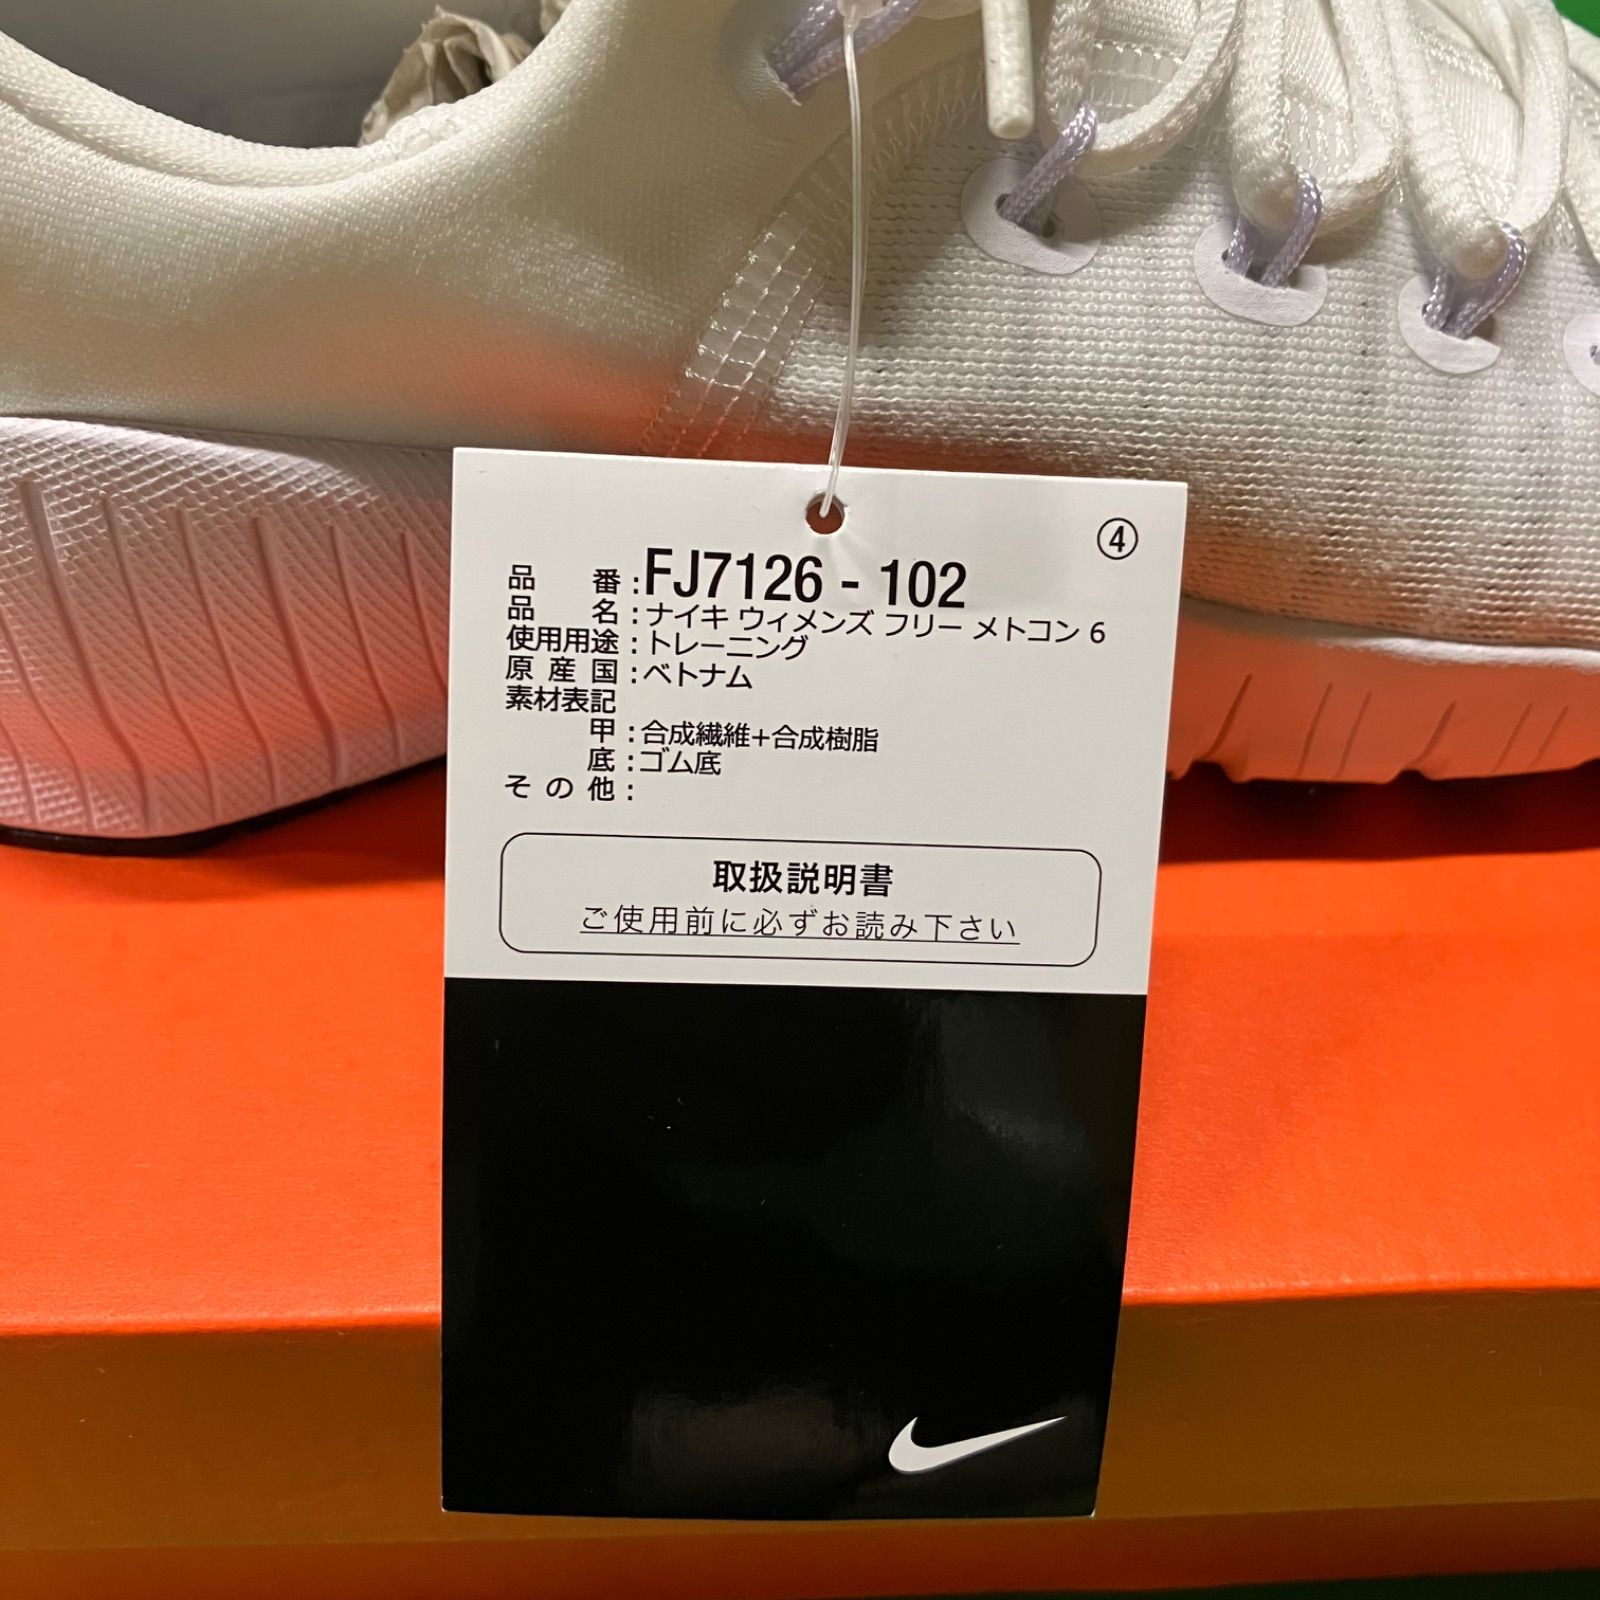 ④
品番:FJ7126 - 102
品名:ナイキ ウィメンズ フリー メトコン 6
使用用途:トレーニング
原産国:ベトナム
素材表記
甲:合成繊維+合成樹脂
底:ゴム底
その他:
取扱説明書
ご使用前に必ずお読み下さい